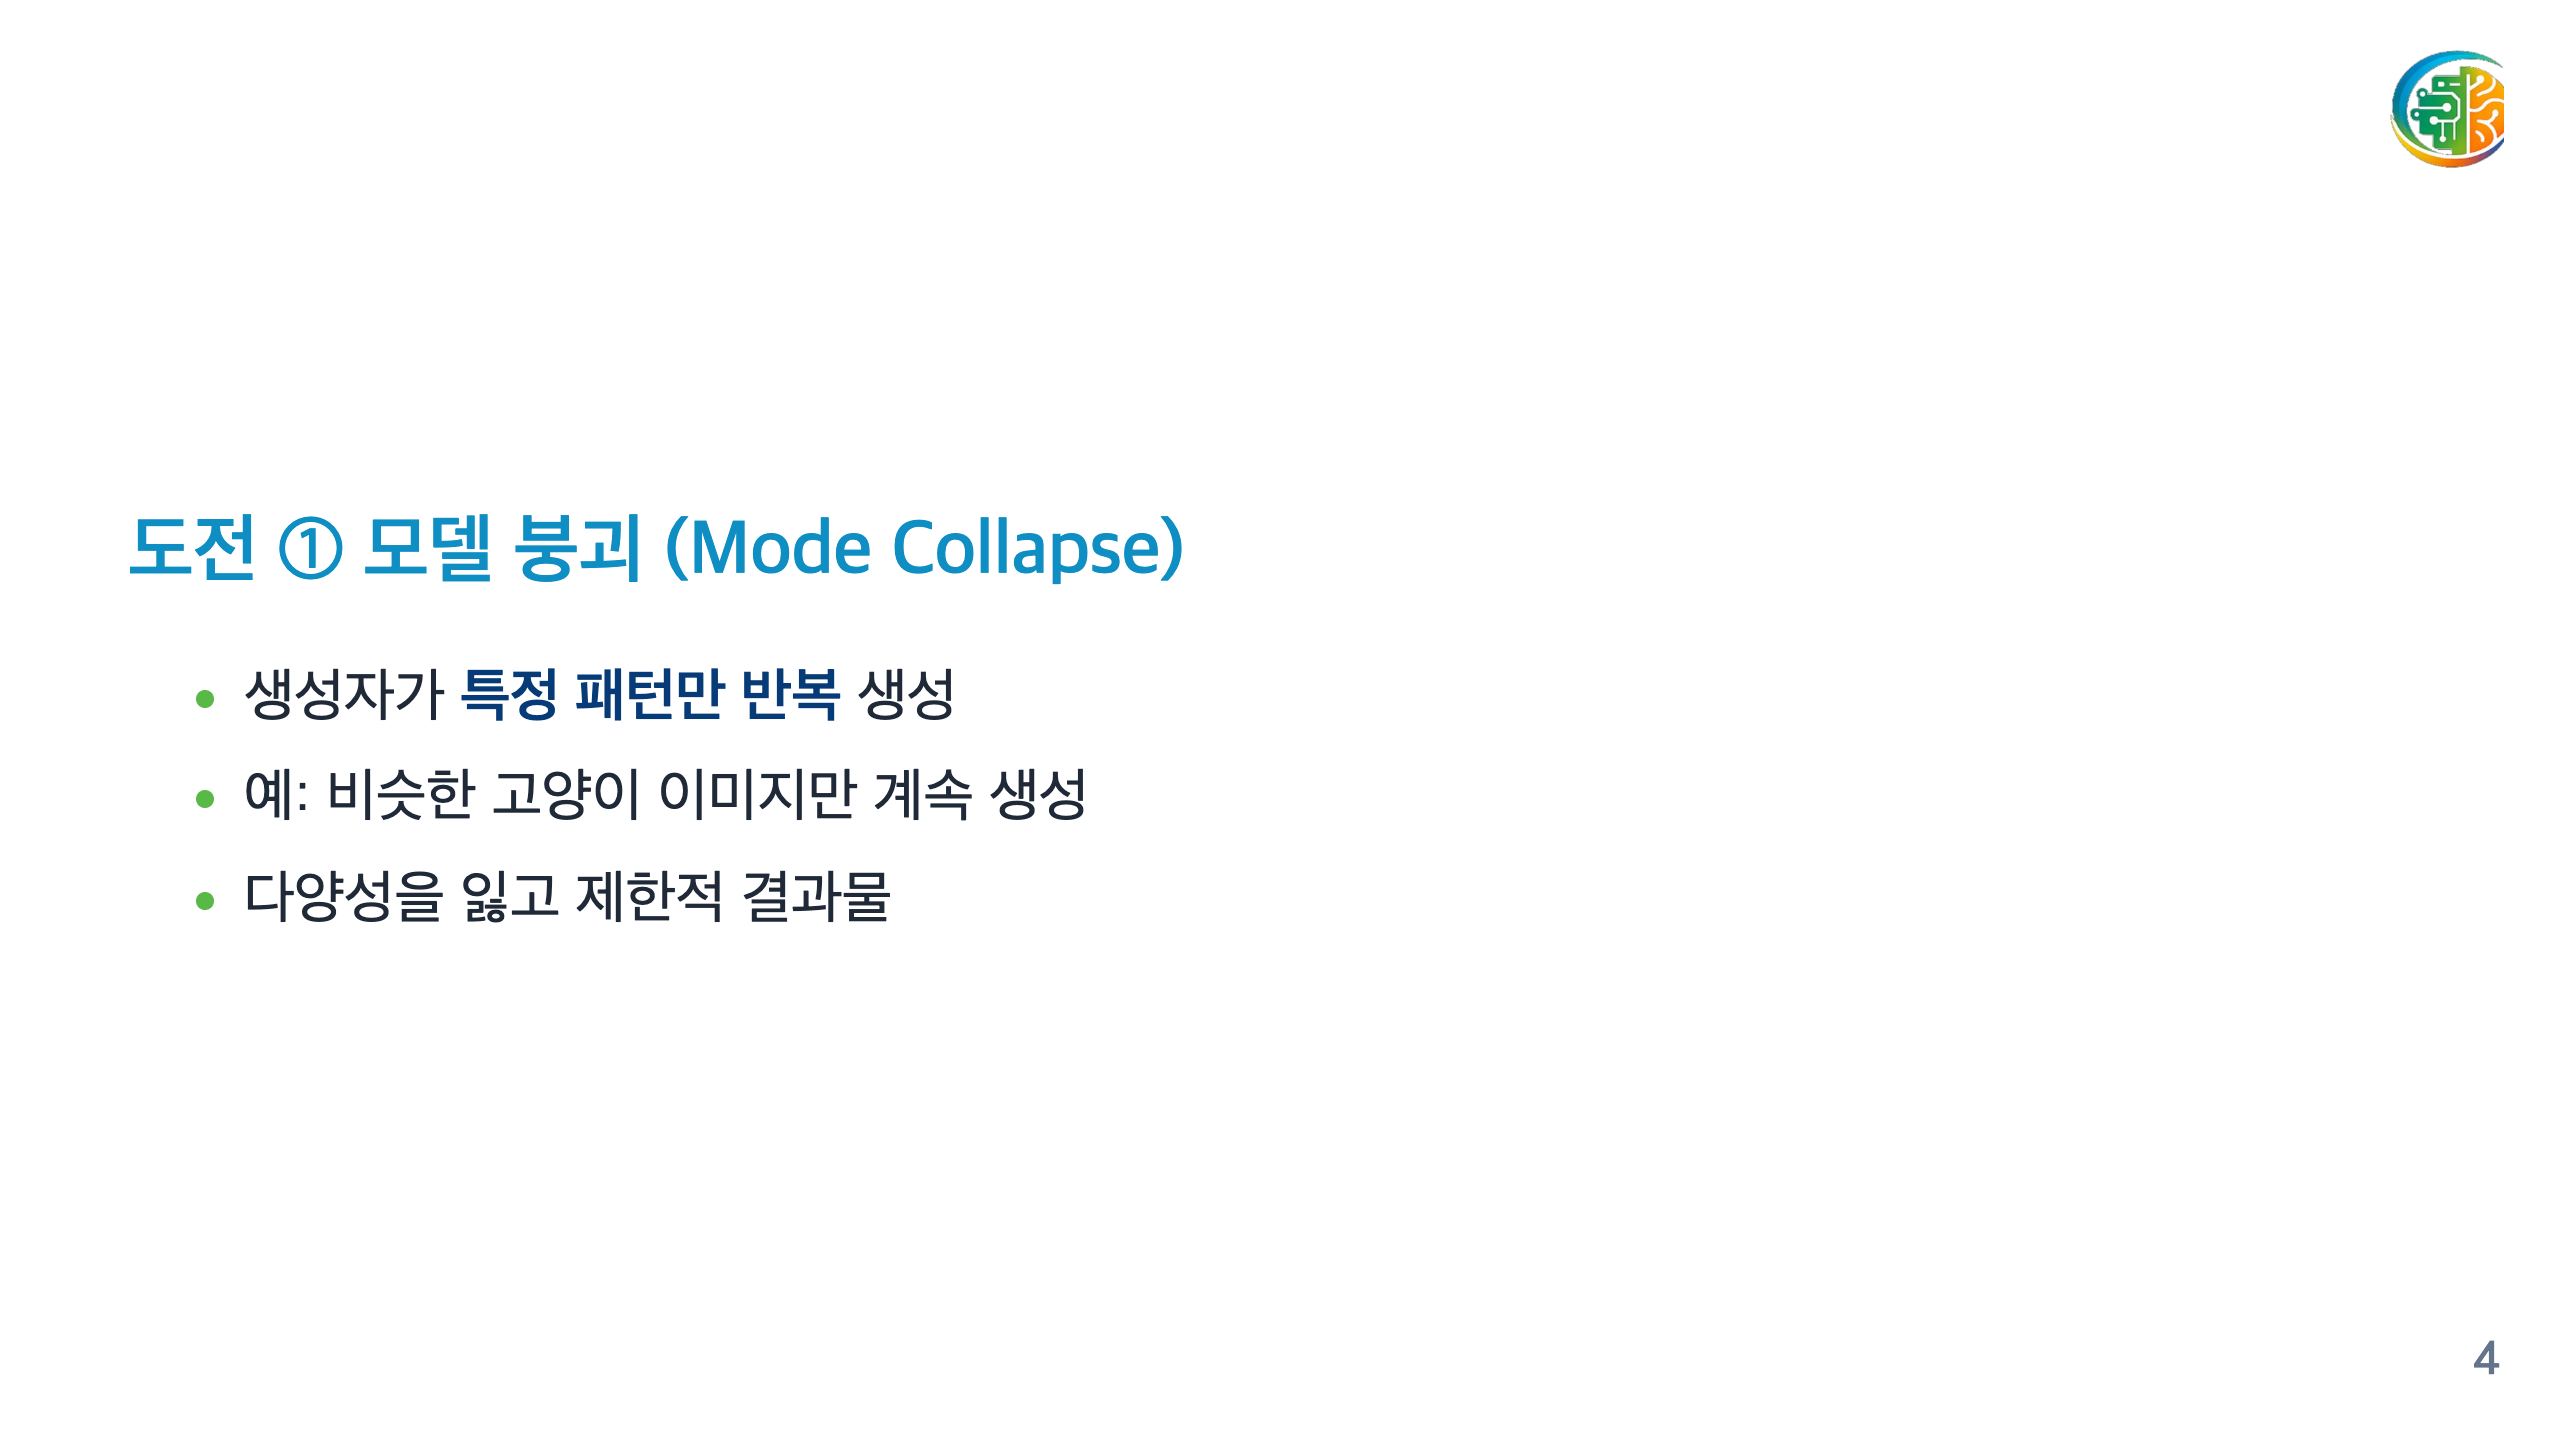 도전 ① 모델 붕괴 (Mode Collapse)
• 생성자가 특정 패턴만 반복 생성
• 예: 비슷한 고양이 이미지만 계속 생성
• 다양성을 잃고 제한적 결과물
4